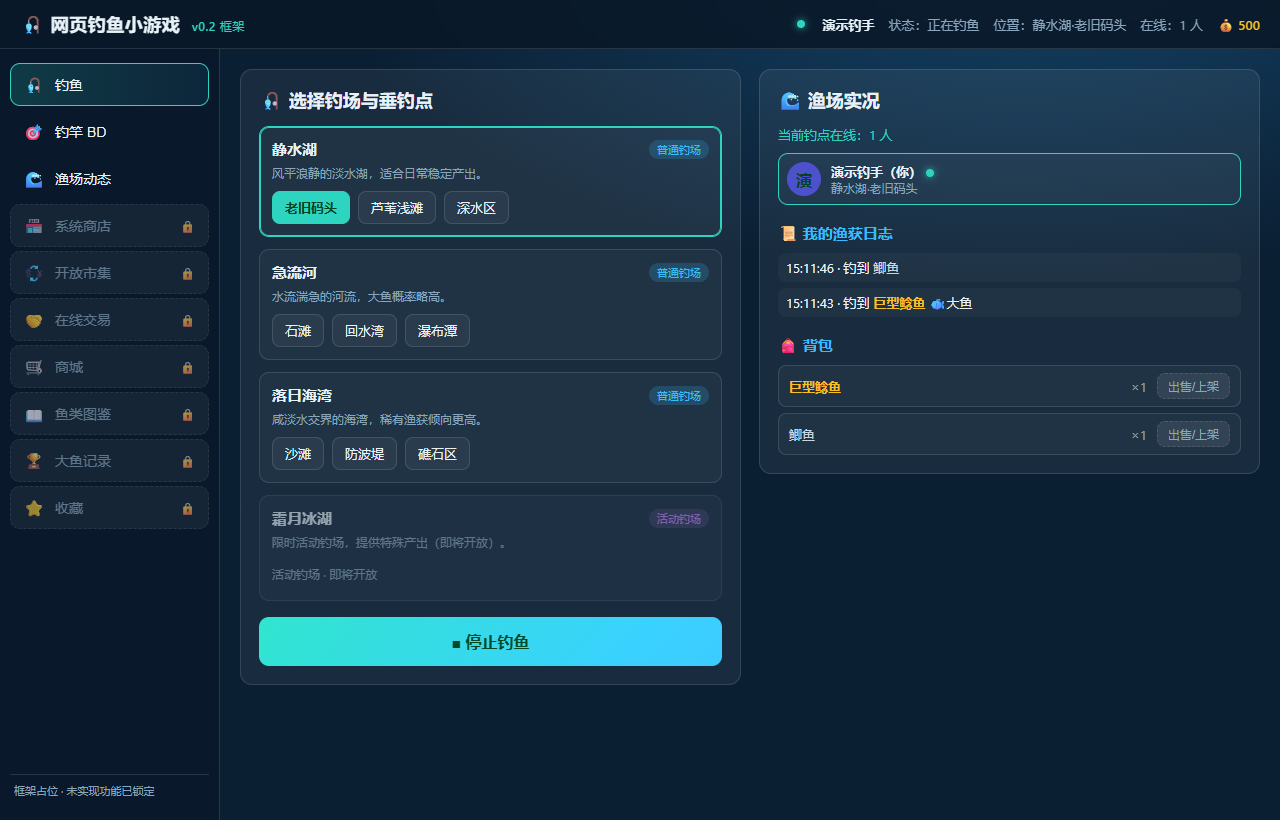 网页钓鱼小游戏 v0.2 框架
演示钓手 状态：正在钓鱼 位置：静水湖·老旧码头 在线：1 人 500
钓鱼
钓竿 BD
渔场动态
系统商店
开放市集
在线交易
商城
鱼类图鉴
大鱼记录
收藏
框架占位 · 未实现功能已锁定
选择钓场与垂钓点
静水湖 普通钓场
风平浪静的淡水湖，适合日常稳定产出。
老旧码头 芦苇浅滩 深水区
急流河 普通钓场
水流湍急的河流，大鱼概率略高。
石滩 回水湾 瀑布潭
落日海湾 普通钓场
咸淡水交界的海湾，稀有渔获倾向更高。
沙滩 防波堤 礁石区
霜月冰湖 活动钓场
限时活动钓场，提供特殊产出（即将开放）。
活动钓场 · 即将开放
■ 停止钓鱼
渔场实况
当前钓点在线：1 人
演 演示钓手（你）
静水湖·老旧码头
我的渔获日志
15:11:46 · 钓到 鲫鱼
15:11:43 · 钓到 巨型鲶鱼 🐟大鱼
背包
巨型鲶鱼 ×1 出售/上架
鲫鱼 ×1 出售/上架